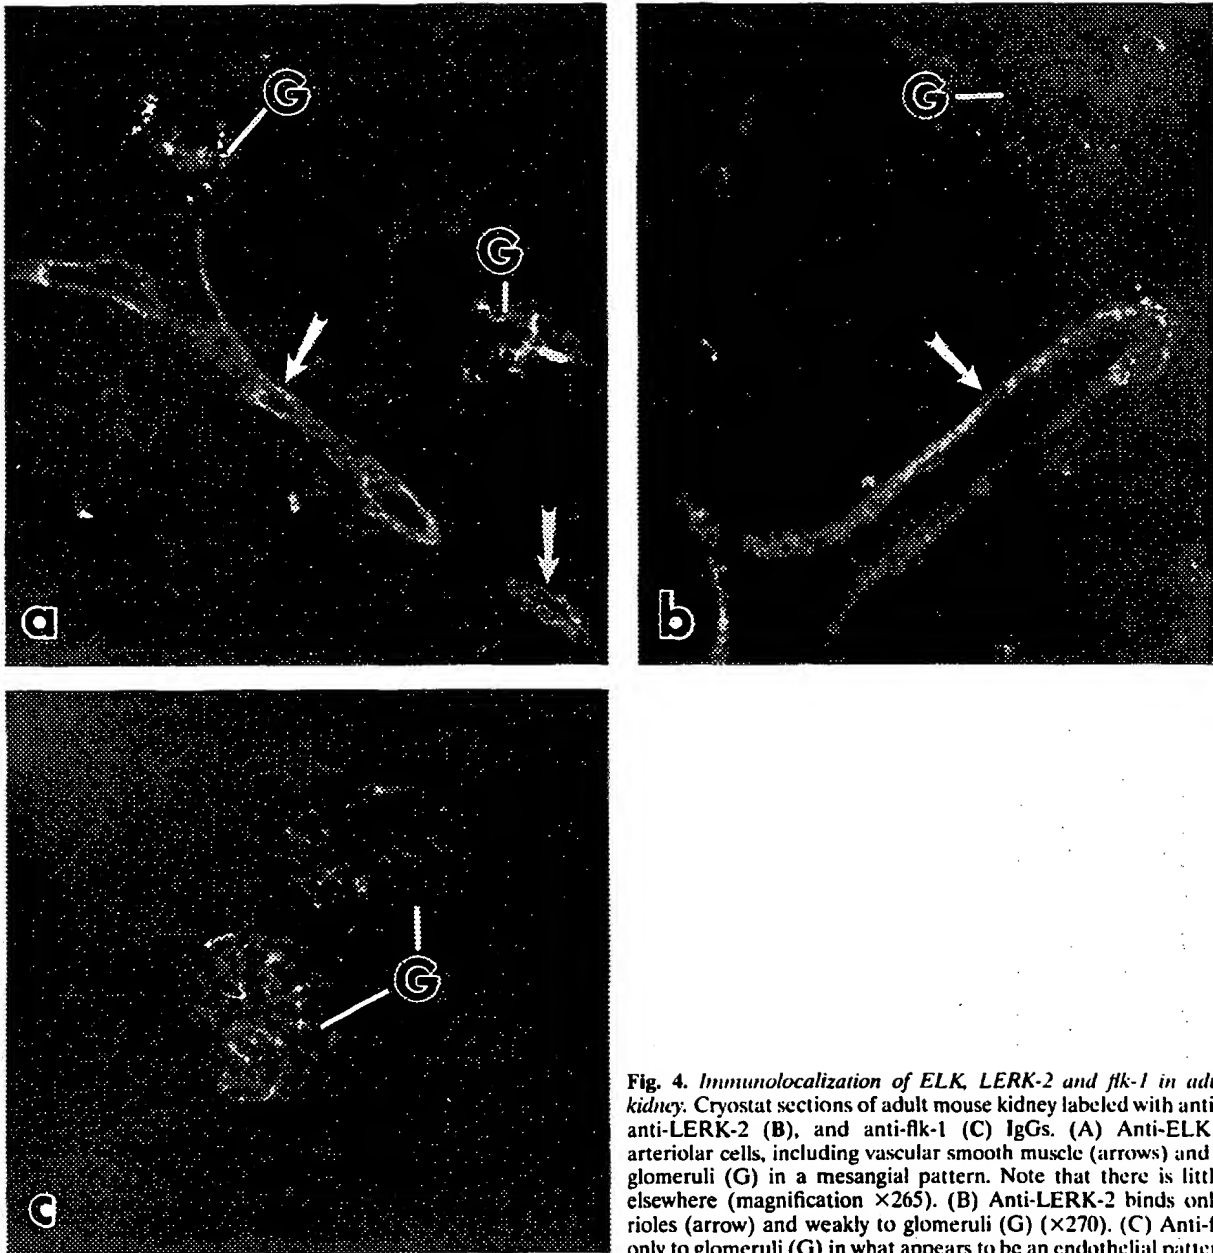 G
G
a
G
b
G
c
Fig. 4. Immunolocalization of ELK, LERK-2 and flk-1 in adu
kidney. Cryostat sections of adult mouse kidney labeled with anti
anti-LERK-2 (B), and anti-flk-1 (C) IgGs. (A) Anti-ELK
arteriolar cells, including vascular smooth muscle (arrows) and
glomeruli (G) in a mesangial pattern. Note that there is littl
elsewhere (magnification ×265). (B) Anti-LERK-2 binds onl
rioles (arrow) and weakly to glomeruli (G) (×270). (C) Anti-f
only to glomeruli (G) in what appears to be an endothelial patter